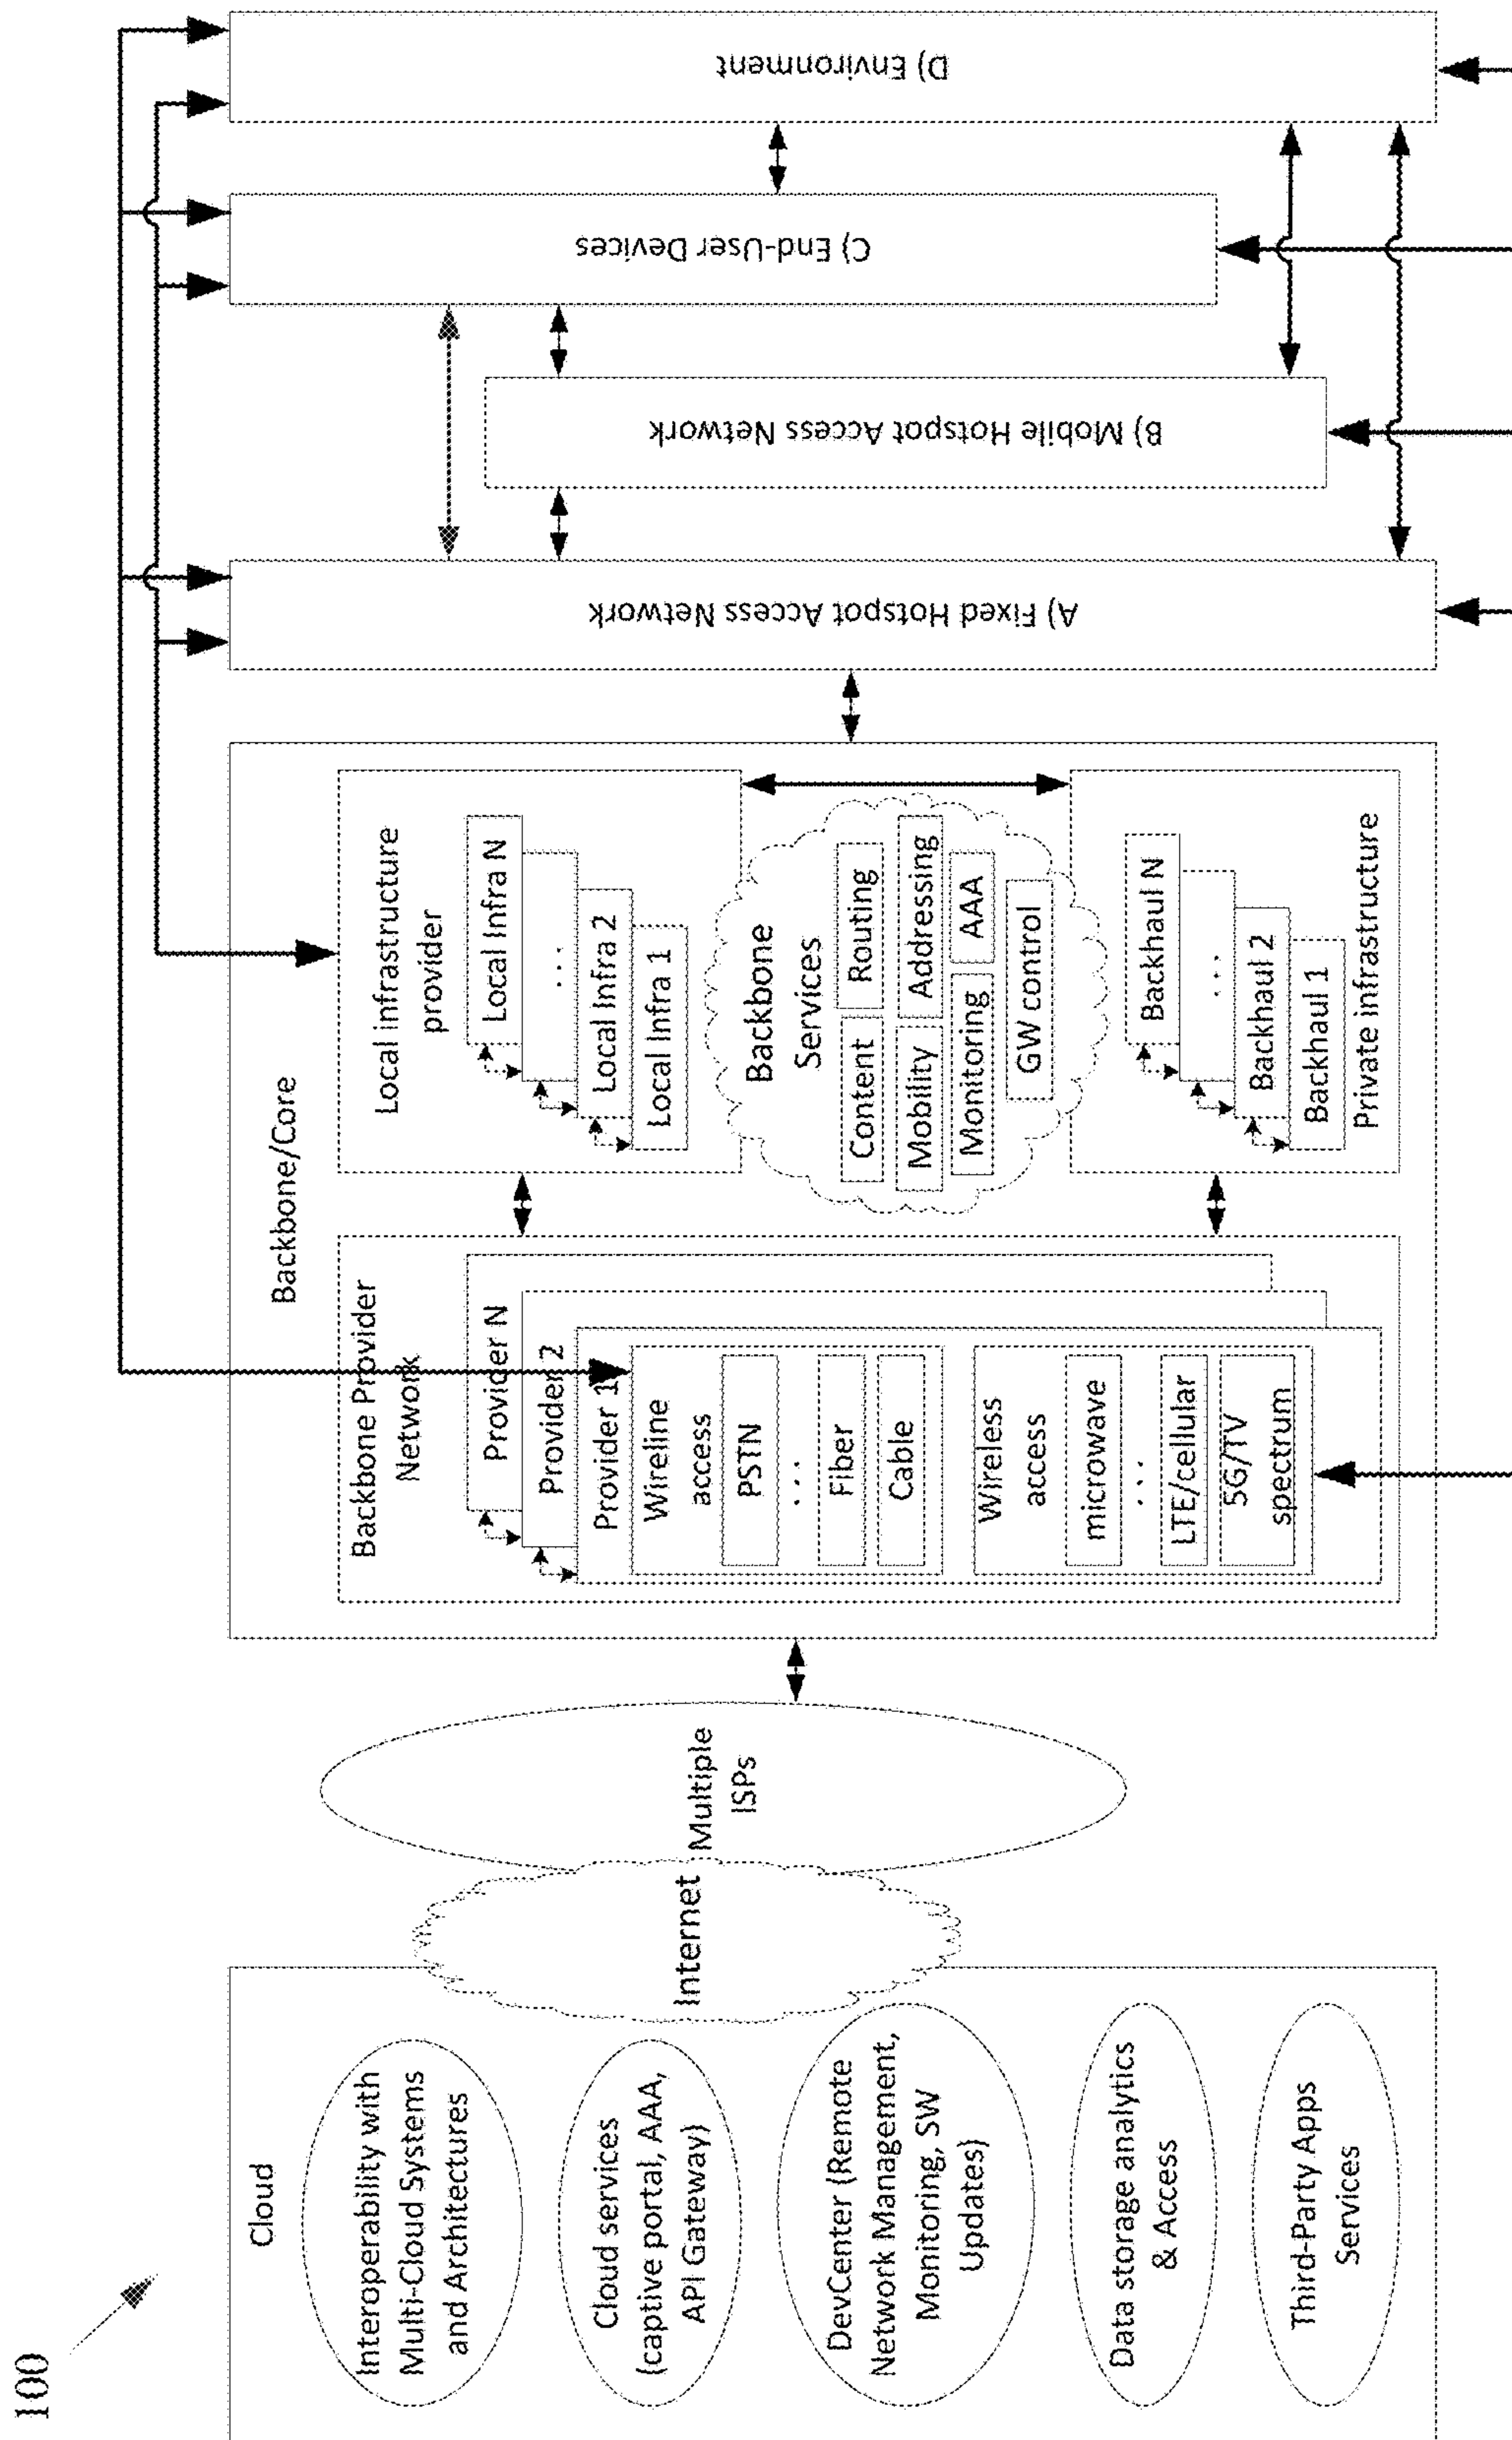 100
Cloud
Interoperability with
Multi-Cloud Systems
and Architectures
Cloud services
(captive portal, AAA,
API Gateway)
DevCenter (Remote
Network Management,
Monitoring, SW
Updates)
Data storage analytics
& Access
Third-Party Apps
Services
Internet
Multiple
ISPs
Backbone/Core
Backbone Provider
Network
Provider N
Provider 2
Provider 1
Wireline
access
PSTN
...
Fiber
Cable
Wireless
access
microwave
...
LTE/cellular
5G/TV
spectrum
Local infrastructure
provider
Local Infra N
...
Local Infra 2
Local Infra 1
Backbone
Services
Content
Routing
Mobility
Addressing
Monitoring
AAA
GW control
Backhaul N
...
Backhaul 2
Backhaul 1
Private infrastructure
A) Fixed Hotspot Access Network
B) Mobile Hotspot Access Network
C) End-User Devices
D) Environment